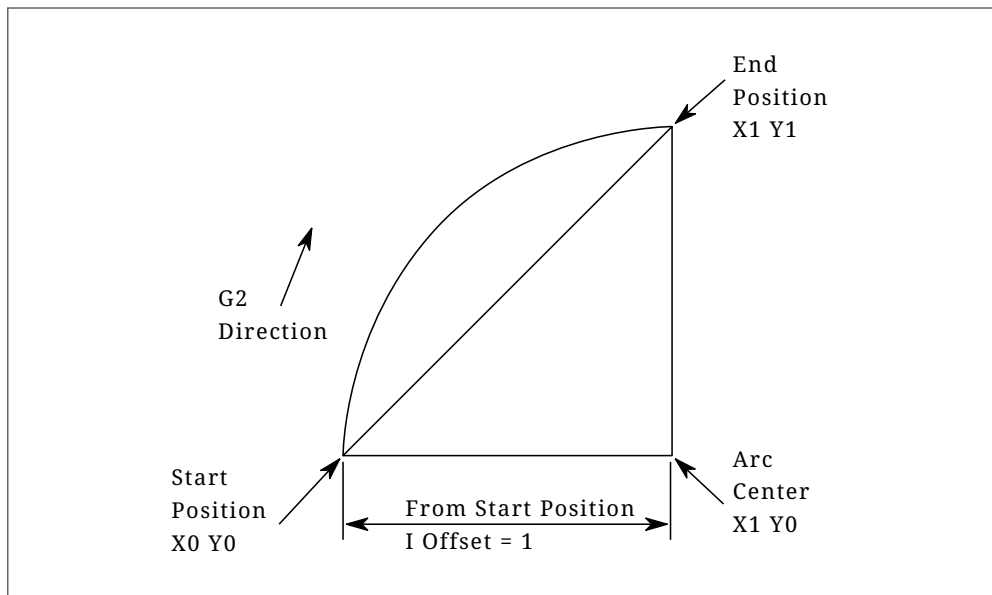 End
Position
X1 Y1
G2
Direction
Start
Position
X0 Y0
From Start Position
I Offset = 1
Arc
Center
X1 Y0